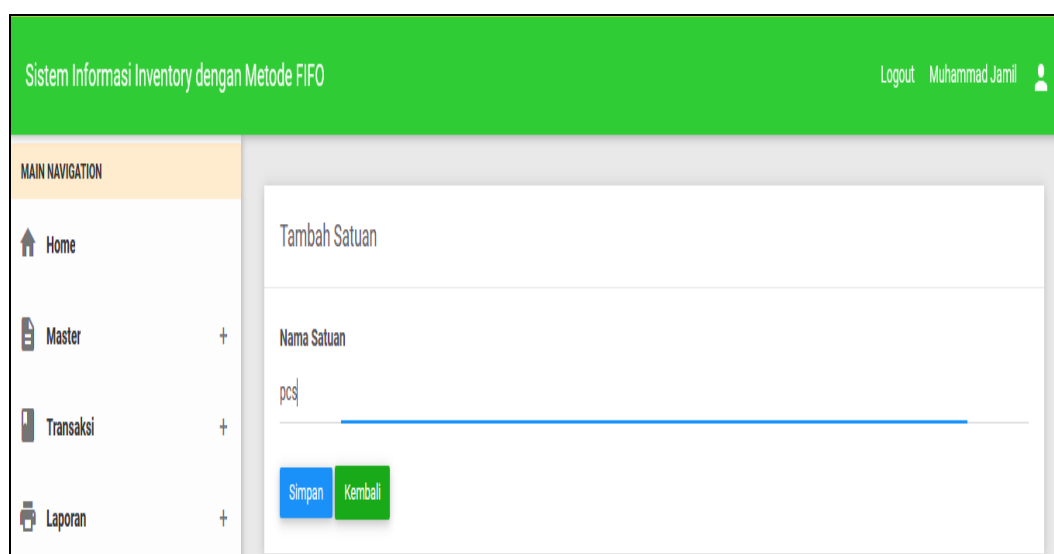 Sistem Informasi Inventory dengan Metode FIFO
Logout Muhammad Jamil
MAIN NAVIGATION
Home
Master +
Transaksi +
Laporan +
Tambah Satuan
Nama Satuan
pcs
Simpan Kembali